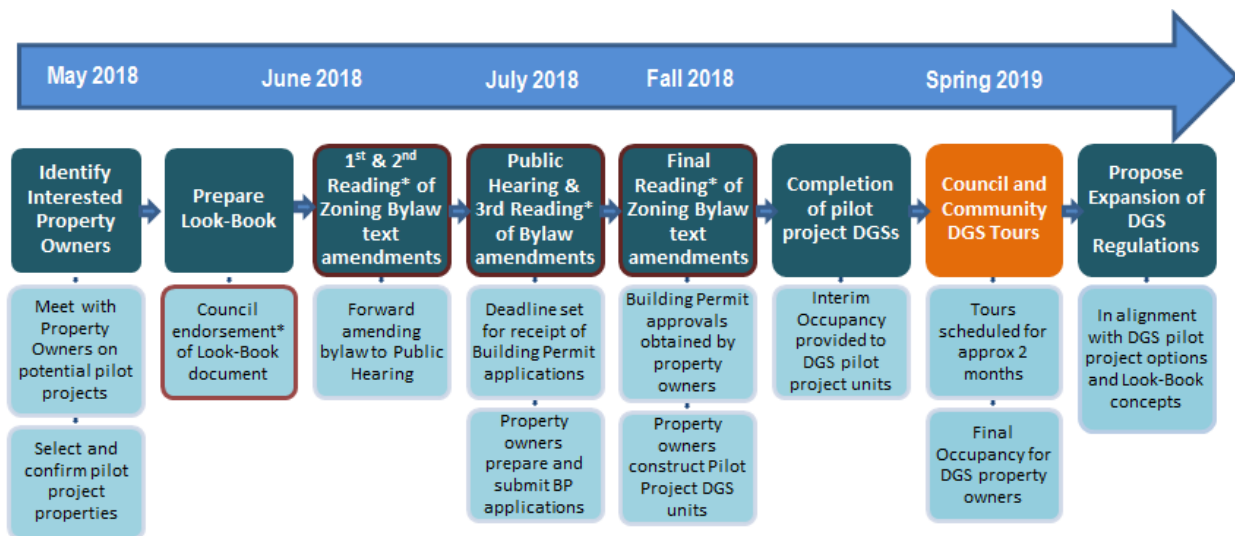 May 2018
June 2018
July 2018
Fall 2018
Spring 2019
Identify
Interested
Property
Owners
Meet with
Property
Owners on
potential pilot
projects
Select and
confirm pilot
project
properties
Prepare
Look-Book
Council
endorsement*
of Look-Book
document
1st & 2nd
Reading* of
Zoning Bylaw
text
amendments
Forward
amending
bylaw to Public
Hearing
Public
Hearing &
3rd Reading*
of Bylaw
amendments
Deadline set
for receipt of
Building Permit
applications
Property
owners
prepare and
submit BP
applications
Final
Reading* of
Zoning Bylaw
text
amendments
Building Permit
approvals
obtained by
property
owners
Property
owners
construct Pilot
Project DGS
units
Completion
of pilot
project DGSs
Interim
Occupancy
provided to
DGS pilot
project units
Council and
Community
DGS Tours
Tours
scheduled for
approx 2
months
Final
Occupancy for
DGS property
owners
Propose
Expansion of
DGS
Regulations
In alignment
with DGS pilot
project options
and Look-Book
concepts